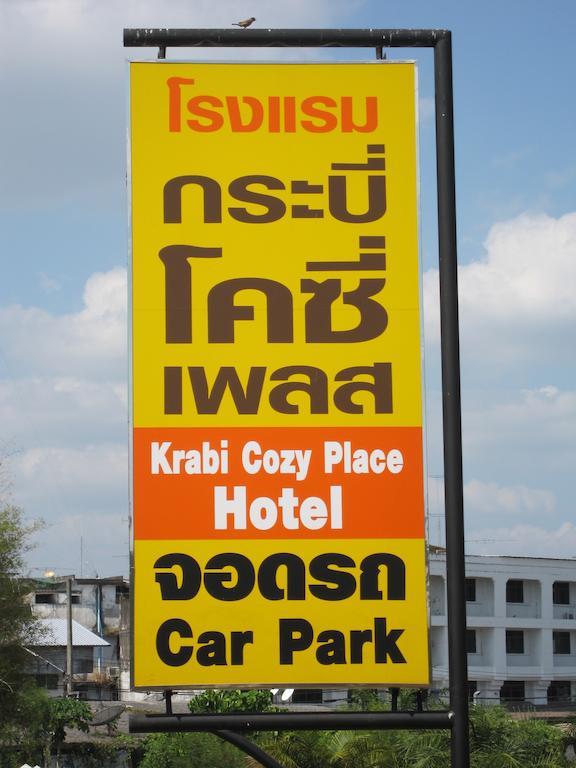 โรงแรม
กระบี่
โคซี่
เพลส
Krabi Cozy Place
Hotel
จอดรถ
Car Park